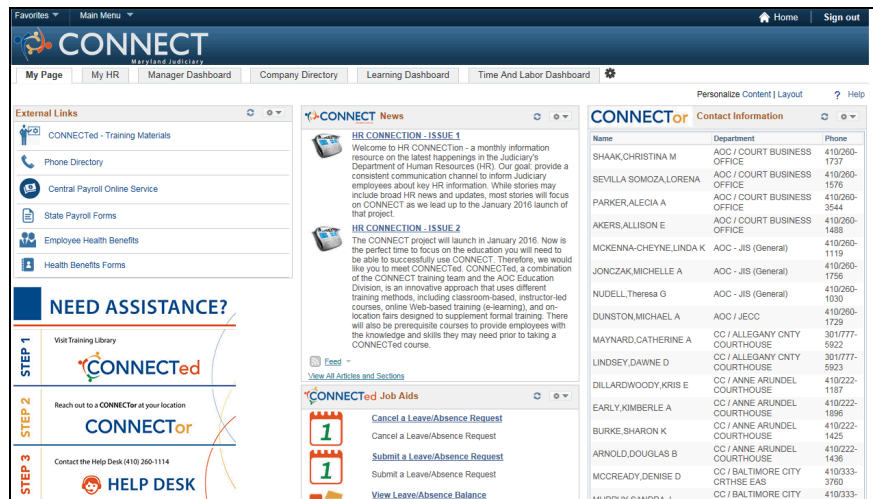 Favorites Main Menu Home Sign out
CONNECT
Maryland Judiciary
My Page My HR Manager Dashboard Company Directory Learning Dashboard Time And Labor Dashboard
Personalize Content | Layout ? Help
External Links
CONNECTed - Training Materials
Phone Directory
Central Payroll Online Service
State Payroll Forms
Employee Health Benefits
Health Benefits Forms
NEED ASSISTANCE?
STEP 1
Visit Training Library
CONNECTed
STEP 2
Reach out to a CONNECTor at your location
CONNECTor
STEP 3
Contact the Help Desk (410) 260-1114
HELP DESK
CONNECT News
HR CONNECTION - ISSUE 1
Welcome to HR CONNECTion - a monthly information
resource on the latest happenings in the Judiciary's
Department of Human Resources (HR). Our goal: provide a
consistent communication channel to inform Judiciary
employees about key HR information. While stories may
include broad HR news and updates, most stories will focus
on CONNECT as we lead up to the January 2016 launch of
that project.
HR CONNECTION - ISSUE 2
The CONNECT project will launch in January 2016. Now is
the perfect time to focus on the education you will need to
be able to successfully use CONNECT. Therefore, we would
like you to meet CONNECTed. CONNECTed, a combination
of the CONNECT training team and the AOC Education
Division, is an innovative approach that uses different
training methods, including classroom-based, instructor-led
courses, online Web-based training (e-learning), and on-
location fairs designed to supplement formal training. There
will also be prerequisite courses to provide employees with
the knowledge and skills they may need prior to taking a
CONNECTed course.
Feed
View All Articles and Sections
CONNECTed Job Aids
1
Cancel a Leave/Absence Request
Cancel a Leave/Absence Request
1
Submit a Leave/Absence Request
Submit a Leave/Absence Request
View Leave/Absence Balance
CONNECTor Contact Information
Name Department Phone
SHAAK,CHRISTINA M AOC / COURT BUSINESS OFFICE 410/260-1737
SEVILLA SOMOZA,LORENA AOC / COURT BUSINESS OFFICE 410/260-1576
PARKER,ALECIA A AOC / COURT BUSINESS OFFICE 410/260-3544
AKERS,ALLISON E AOC / COURT BUSINESS OFFICE 410/260-1488
MCKENNA-CHEYNE,LINDA K AOC - JIS (General) 410/260-1119
JONCZAK,MICHELLE A AOC - JIS (General) 410/260-1756
NUDELL,Theresa G AOC - JIS (General) 410/260-1030
DUNSTON,MICHAEL A AOC / JECC 410/260-1729
MAYNARD,CATHERINE A CC / ALLEGANY CNTY COURTHOUSE 301/777-5922
LINDSEY,DAWNE D CC / ALLEGANY CNTY COURTHOUSE 301/777-5923
DILLARDWOODY,KRIS E CC / ANNE ARUNDEL COURTHOUSE 410/222-1187
EARLY,KIMBERLE A CC / ANNE ARUNDEL COURTHOUSE 410/222-1896
BURKE,SHARON K CC / ANNE ARUNDEL COURTHOUSE 410/222-1425
ARNOLD,DOUGLAS B CC / ANNE ARUNDEL COURTHOUSE 410/222-1436
MCCREADY,DENISE D CC / BALTIMORE CITY CRTHSE EAS 410/333-3760
CC / BALTIMORE CITY 410/333-